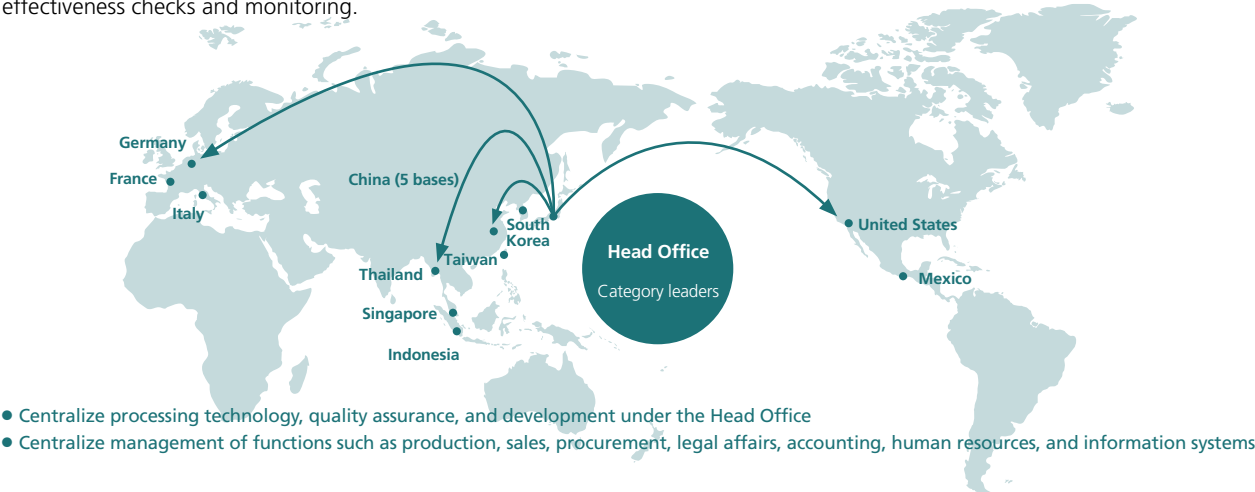 effectiveness checks and monitoring.
Germany
France
Italy
China (5 bases)
South
Korea
Taiwan
Thailand
Singapore
Indonesia
Head Office
Category leaders
United States
Mexico
● Centralize processing technology, quality assurance, and development under the Head Office
● Centralize management of functions such as production, sales, procurement, legal affairs, accounting, human resources, and information systems